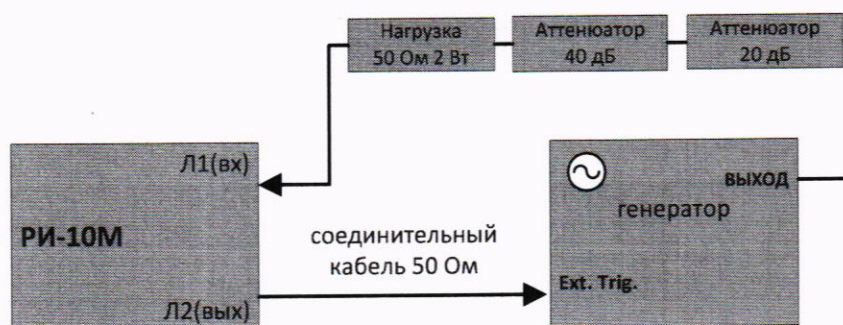 Нагрузка
50 Ом 2 Вт
Аттенюатор
40 дБ
Аттенюатор
20 дБ
Л1(вх)
РИ-10М
Л2(вых)
соединительный
кабель 50 Ом
ВЫХОД
генератор
Ext. Trig.